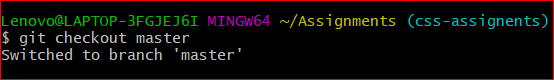 Lenovo@LAPTOP-3FGJEJ6I MINGW64 ~/Assignments (css-assignents)
$ git checkout master
Switched to branch 'master'